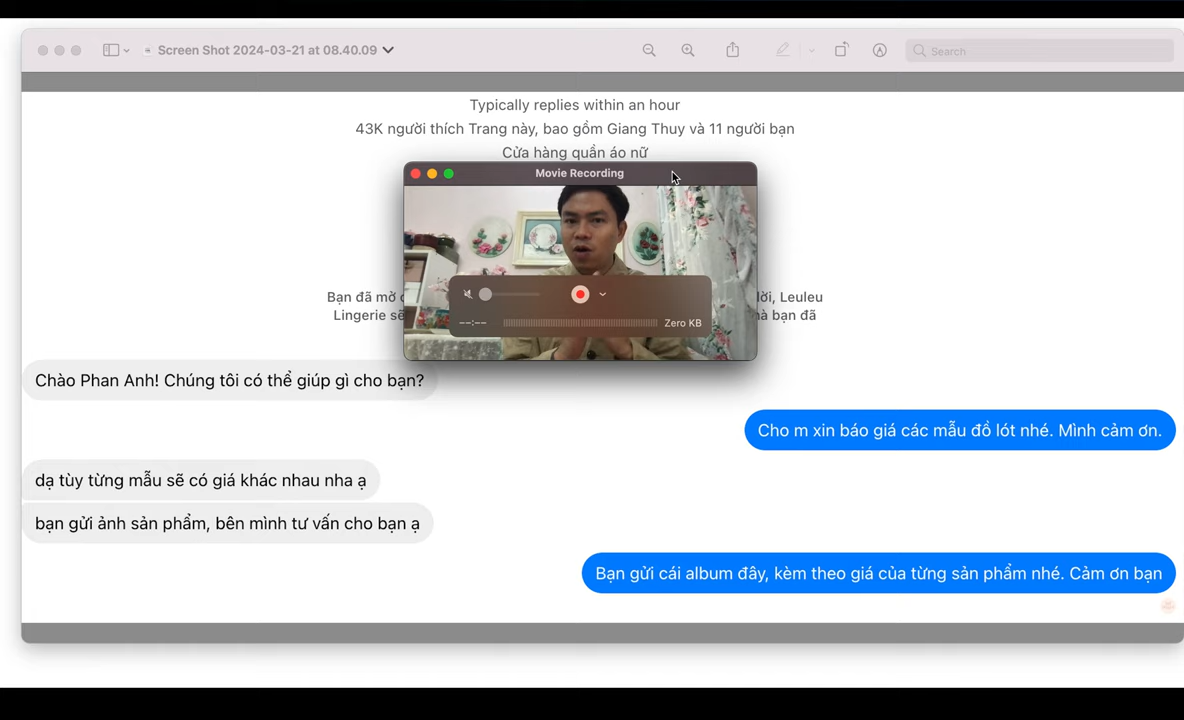 Screen Shot 2024-03-21 at 08.40.09
Search
Typically replies within an hour
43K người thích Trang này, bao gồm Giang Thuy và 11 người bạn
Cửa hàng quần áo nữ
Movie Recording
--:--
Zero KB
Bạn đã mở
lời, Leuleu
Lingerie sẽ
bạn đã
Chào Phan Anh! Chúng tôi có thể giúp gì cho bạn?
Cho m xin báo giá các mẫu đồ lót nhé. Mình cảm ơn.
dạ tùy từng mẫu sẽ có giá khác nhau nha ạ
bạn gửi ảnh sản phẩm, bên mình tư vấn cho bạn ạ
Bạn gửi cái album đây, kèm theo giá của từng sản phẩm nhé. Cảm ơn bạn